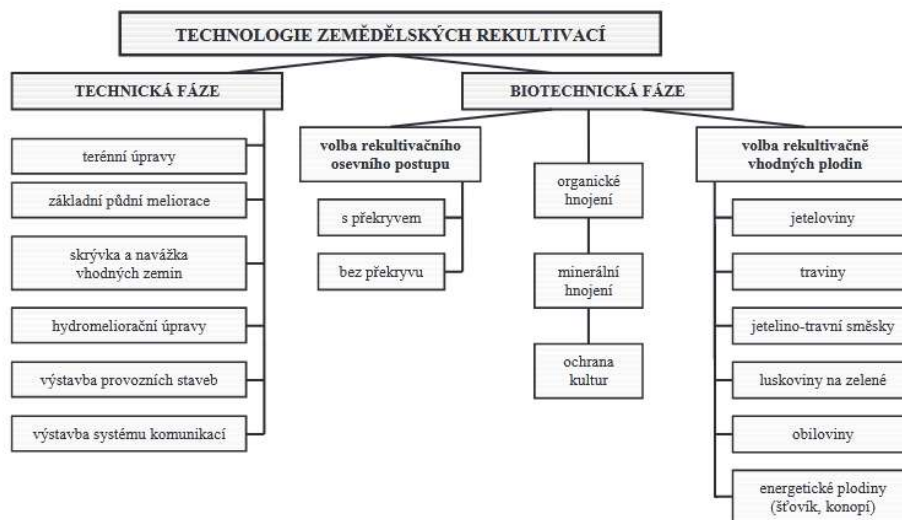 TECHNOLOGIE ZEMĚDĚLSKÝCH REKULTIVACÍ
TECHNICKÁ FÁZE
terénní úpravy
základní půdní meliorace
skrývka a navážka
vhodných zemin
hydromeliorační úpravy
výstavba provozních staveb
výstavba systému komunikací
BIOTECHNICKÁ FÁZE
volba rekultivačního
osevního postupu
s překryvem
bez překryvu
organické
hnojení
minerální
hnojení
ochrana
kultur
volba rekultivačně
vhodných plodin
jeteloviny
traviny
jetelino-travní směsky
luskoviny na zelené
obiloviny
energetické plodiny
(šťovík, konopí)